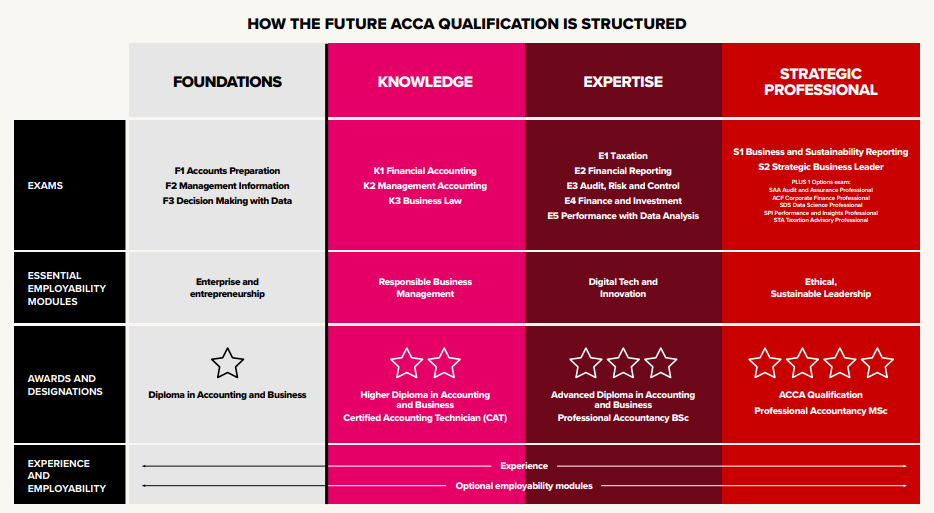 HOW THE FUTURE ACCA QUALIFICATION IS STRUCTURED
FOUNDATIONS
KNOWLEDGE
EXPERTISE
STRATEGIC
PROFESSIONAL
EXAMS
F1 Accounts Preparation
F2 Management Information
F3 Decision Making with Data
K1 Financial Accounting
K2 Management Accounting
K3 Business Law
E1 Taxation
E2 Financial Reporting
E3 Audit, Risk and Control
E4 Finance and Investment
E5 Performance with Data Analysis
S1 Business and Sustainability Reporting
S2 Strategic Business Leader
PLUS 1 Options exam:
SAA Audit and Assurance Professional
ACF Corporate Finance Professional
SDS Data Science Professional
SPI Performance and Insights Professional
STA Taxation Advisory Professional
ESSENTIAL
EMPLOYABILITY
MODULES
Enterprise and
entrepreneurship
Responsible Business
Management
Digital Tech and
Innovation
Ethical,
Sustainable Leadership
AWARDS AND
DESIGNATIONS
Diploma in Accounting and Business
Higher Diploma in Accounting
and Business
Certified Accounting Technician (CAT)
Advanced Diploma in Accounting
and Business
Professional Accountancy BSc
ACCA Qualification
Professional Accountancy MSc
EXPERIENCE
AND
EMPLOYABILITY
Experience
Optional employability modules